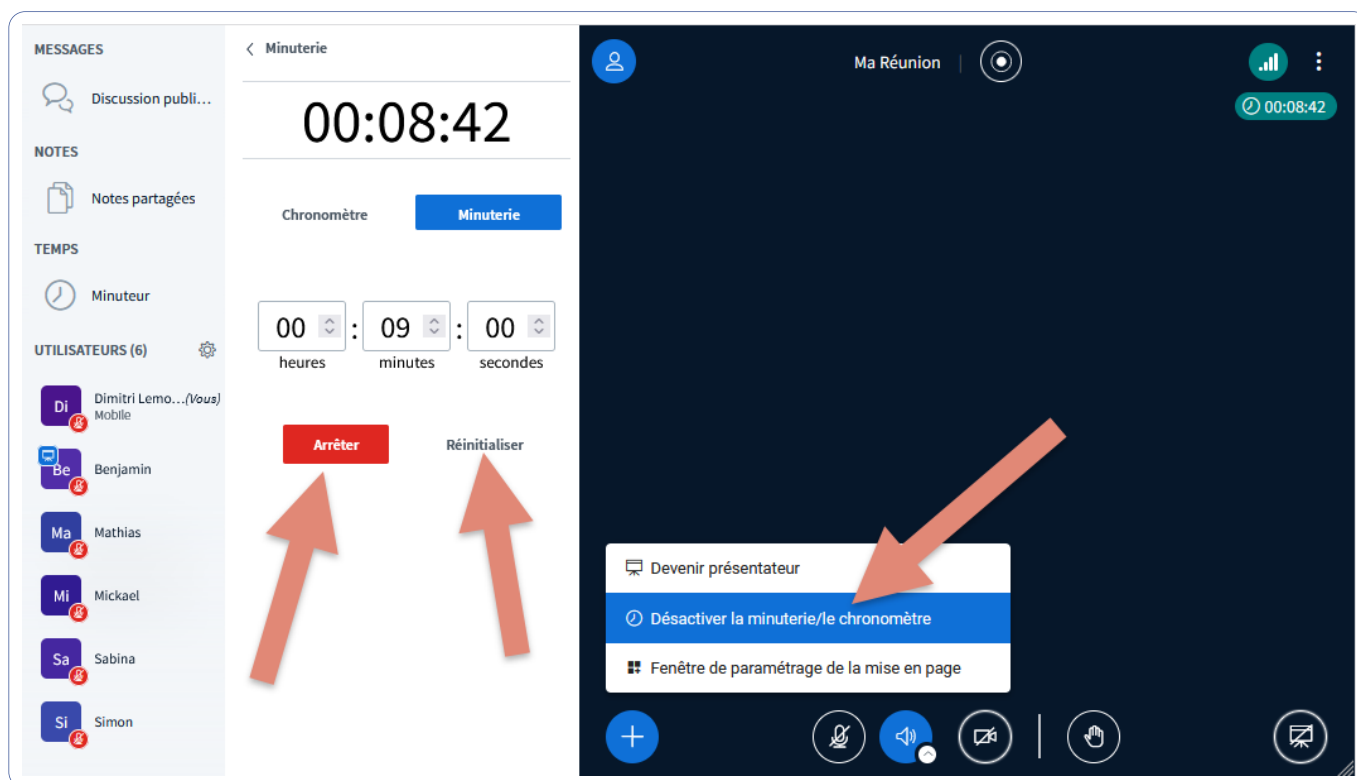 MESSAGES
Discussion publi...
NOTES
Notes partagées
TEMPS
Minuteur
UTILISATEURS (6)
Di
Dimitri Lemo...(Vous)
Mobile
Be
Benjamin
Ma
Mathias
Mi
Mickael
Sa
Sabina
Si
Simon
Minuterie
00:08:42
Chronomètre Minuterie
00 : 09 : 00
heures minutes secondes
Arrêter Réinitialiser
Ma Réunion
00:08:42
Devenir présentateur
Désactiver la minuterie/le chronomètre
Fenêtre de paramétrage de la mise en page